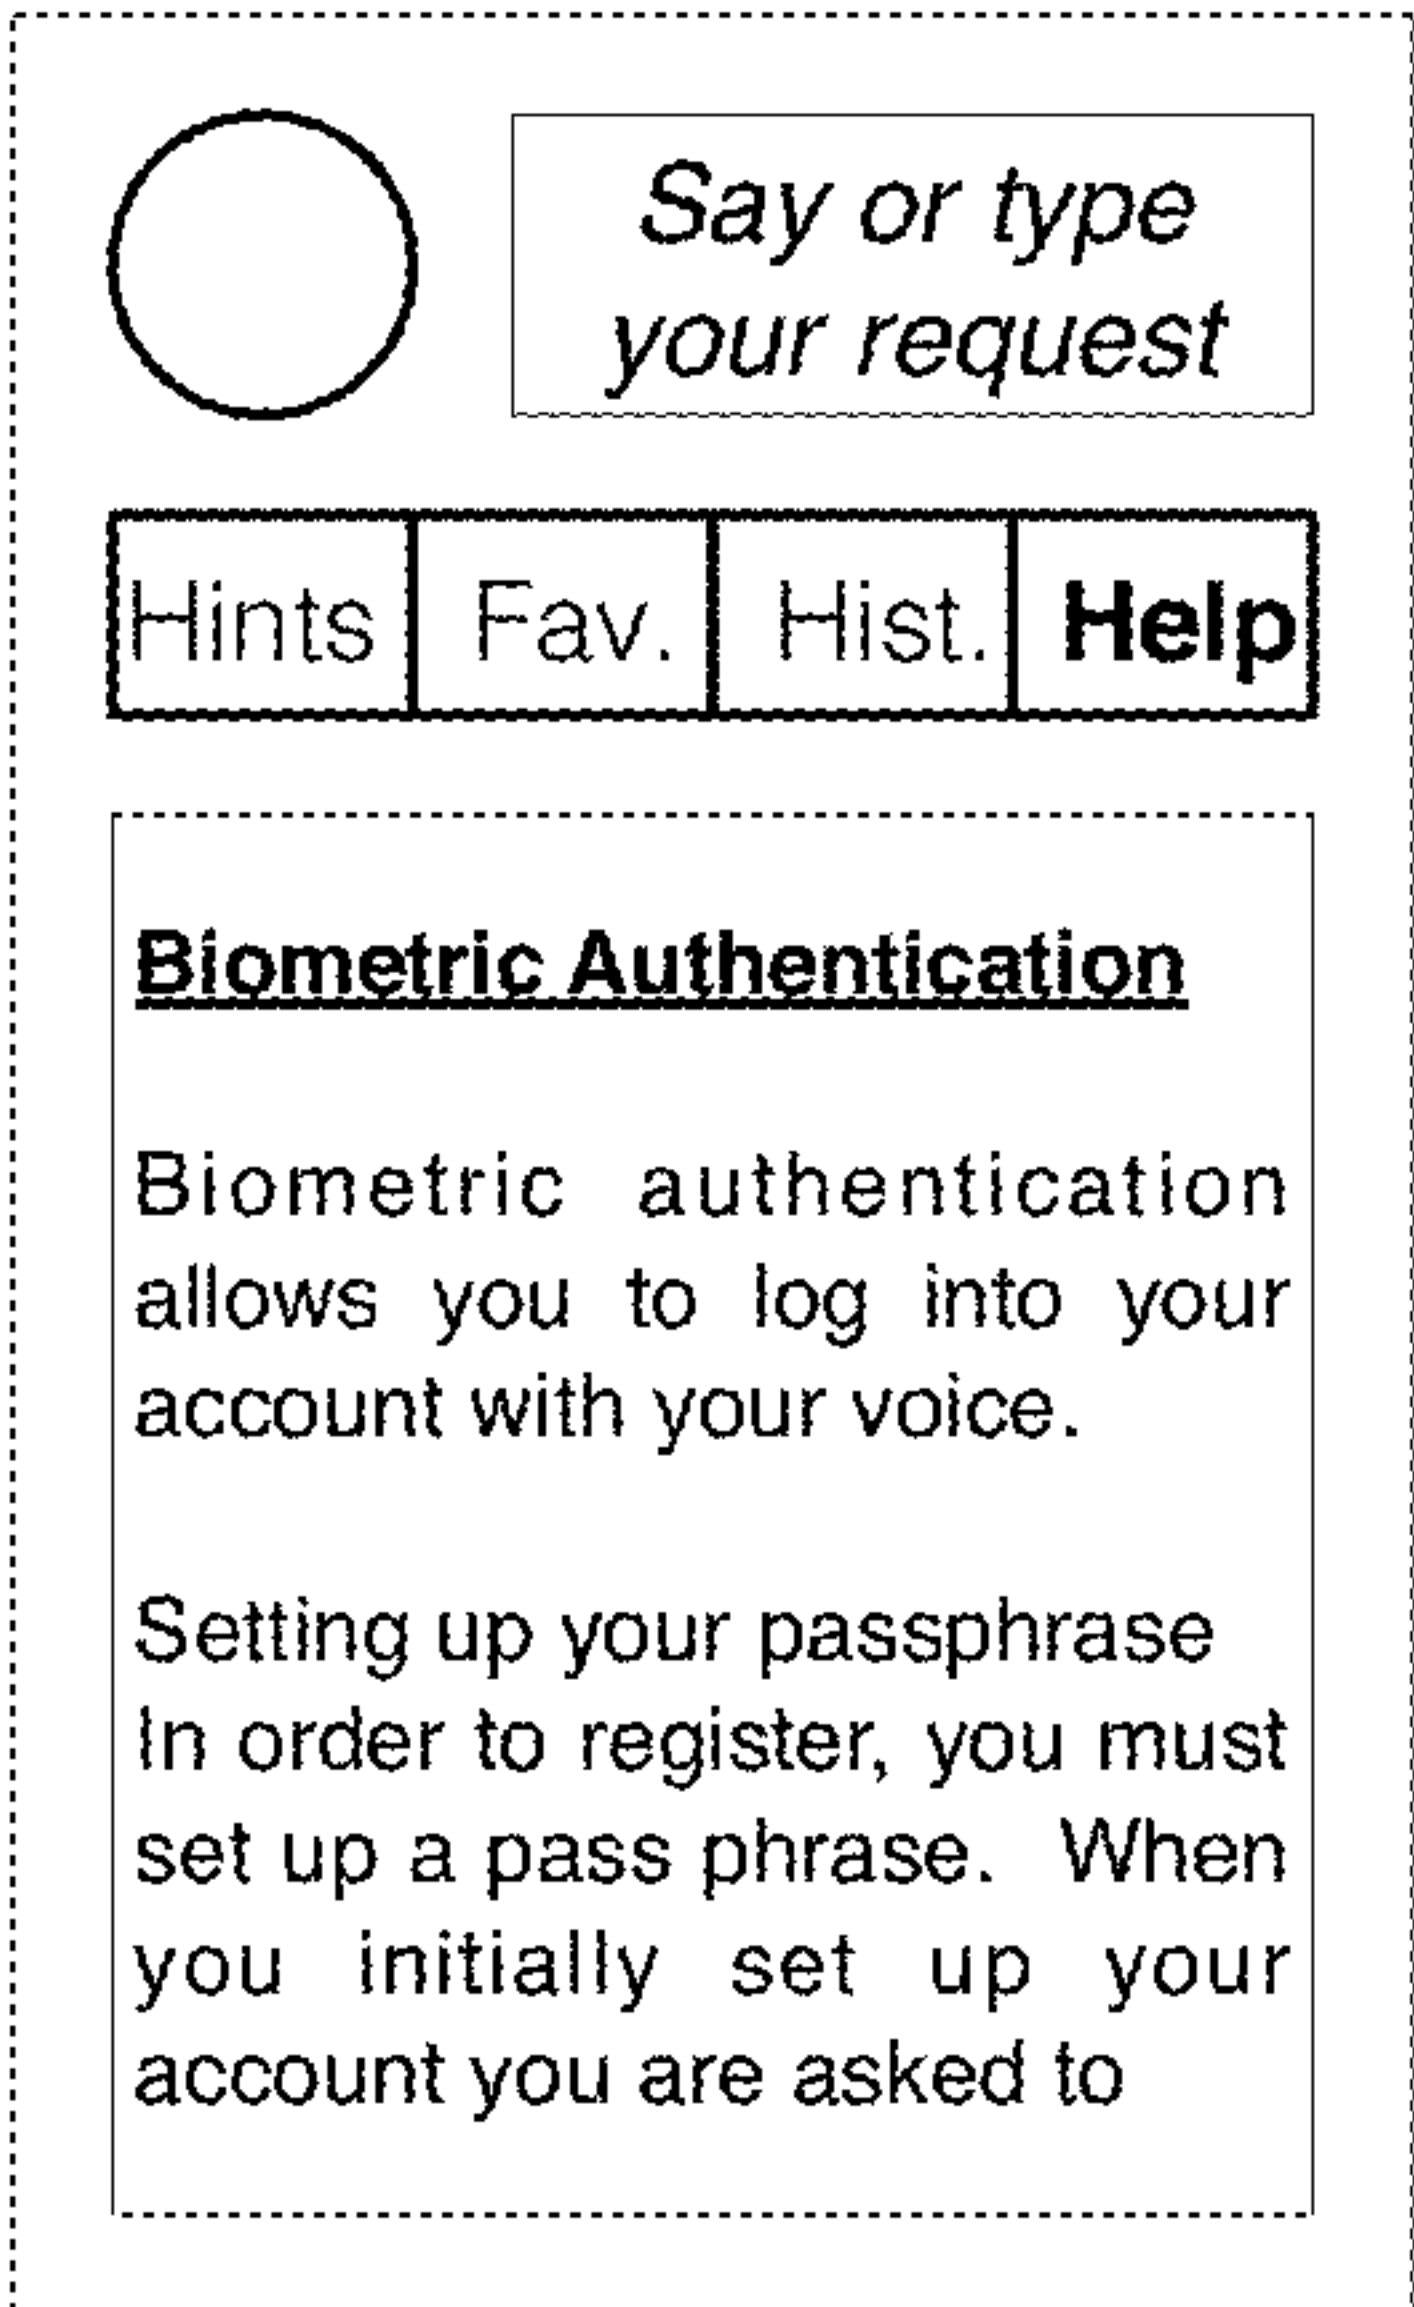 Say or type
your request
Hints Fav. Hist. Help
Biometric Authentication
Biometric authentication
allows you to log into your
account with your voice.
Setting up your passphrase
In order to register, you must
set up a pass phrase. When
you initially set up your
account you are asked to